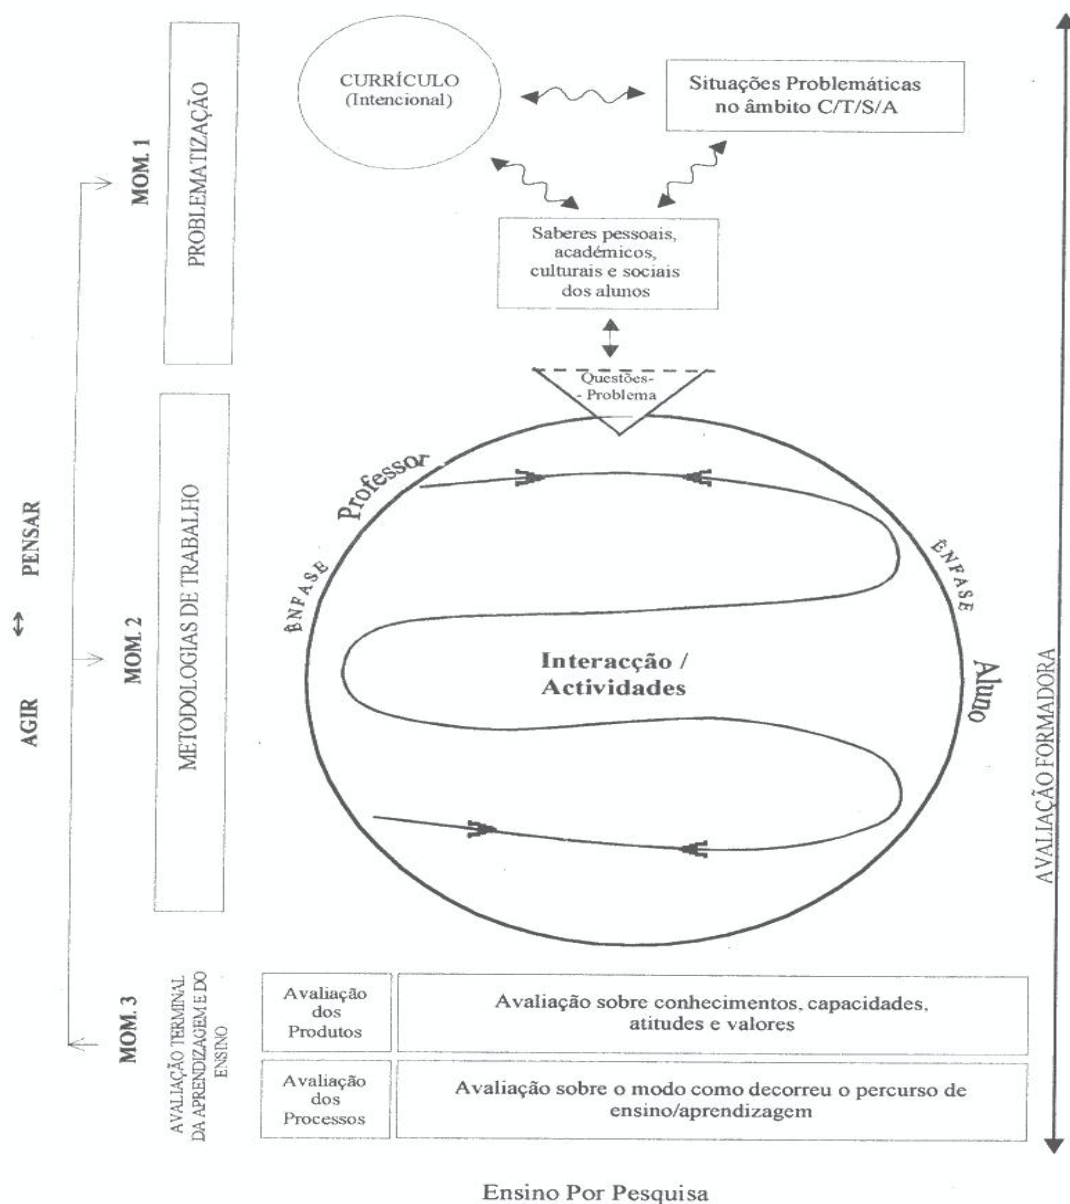 CURRÍCULO
(Intencional)
Situações Problemáticas
no âmbito C/T/S/A
MOM. 1
PROBLEMATIZAÇÃO
Saberes pessoais,
académicos,
culturais e sociais
dos alunos
Questões-
- Problema
PENSAR
↔
AGIR
MOM. 2
METODOLOGIAS DE TRABALHO
Professor
ÊNFASE
ÊNFASE
Aluno
Interacção /
Actividades
AVALIAÇÃO FORMADORA
MOM. 3
AVALIAÇÃO TERMINAL
DA APRENDIZAGEM E DO
ENSINO
Avaliação
dos
Produtos
Avaliação sobre conhecimentos, capacidades,
atitudes e valores
Avaliação
dos
Processos
Avaliação sobre o modo como decorreu o percurso de
ensino/aprendizagem
Ensino Por Pesquisa